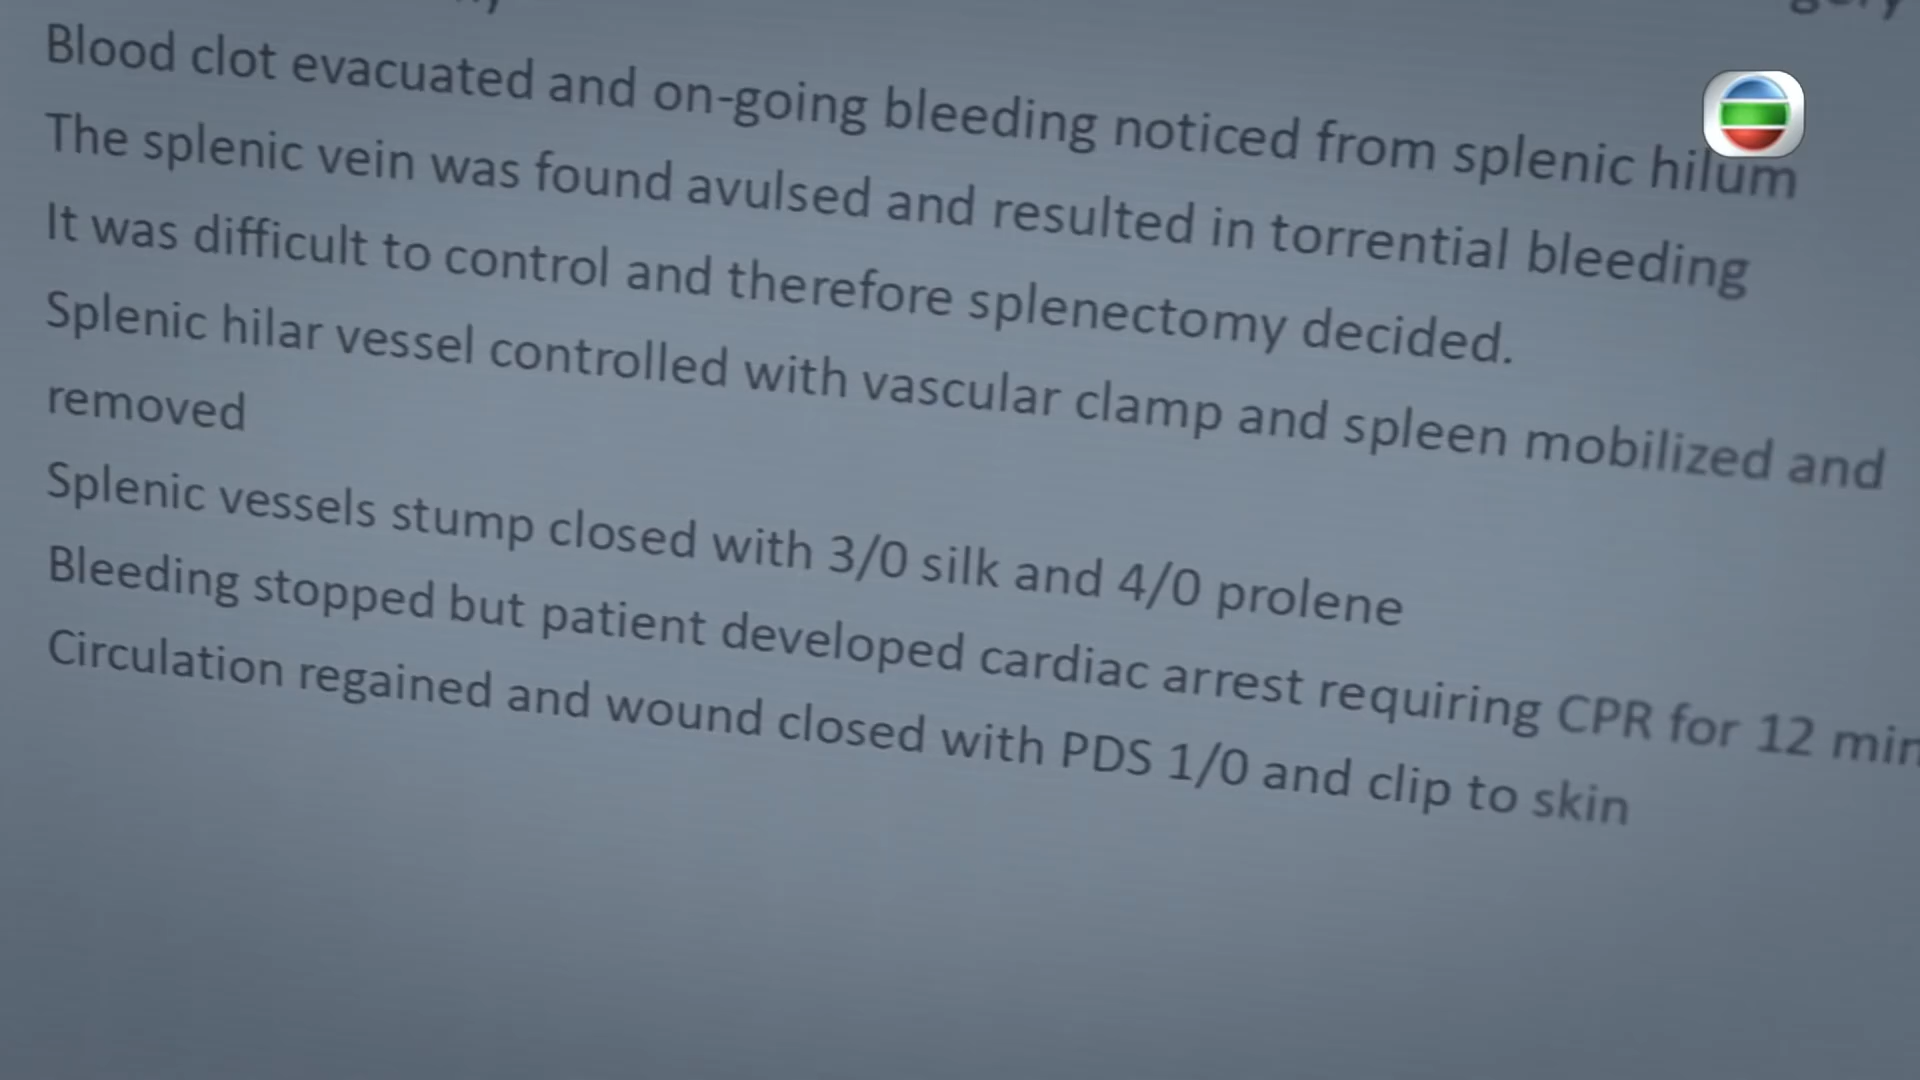 Blood clot evacuated and on-going bleeding noticed from splenic hilum
The splenic vein was found avulsed and resulted in torrential bleeding
It was difficult to control and therefore splenectomy decided.
Splenic hilar vessel controlled with vascular clamp and spleen mobilized and
removed
Splenic vessels stump closed with 3/0 silk and 4/0 prolene
Bleeding stopped but patient developed cardiac arrest requiring CPR for 12 min
Circulation regained and wound closed with PDS 1/0 and clip to skin